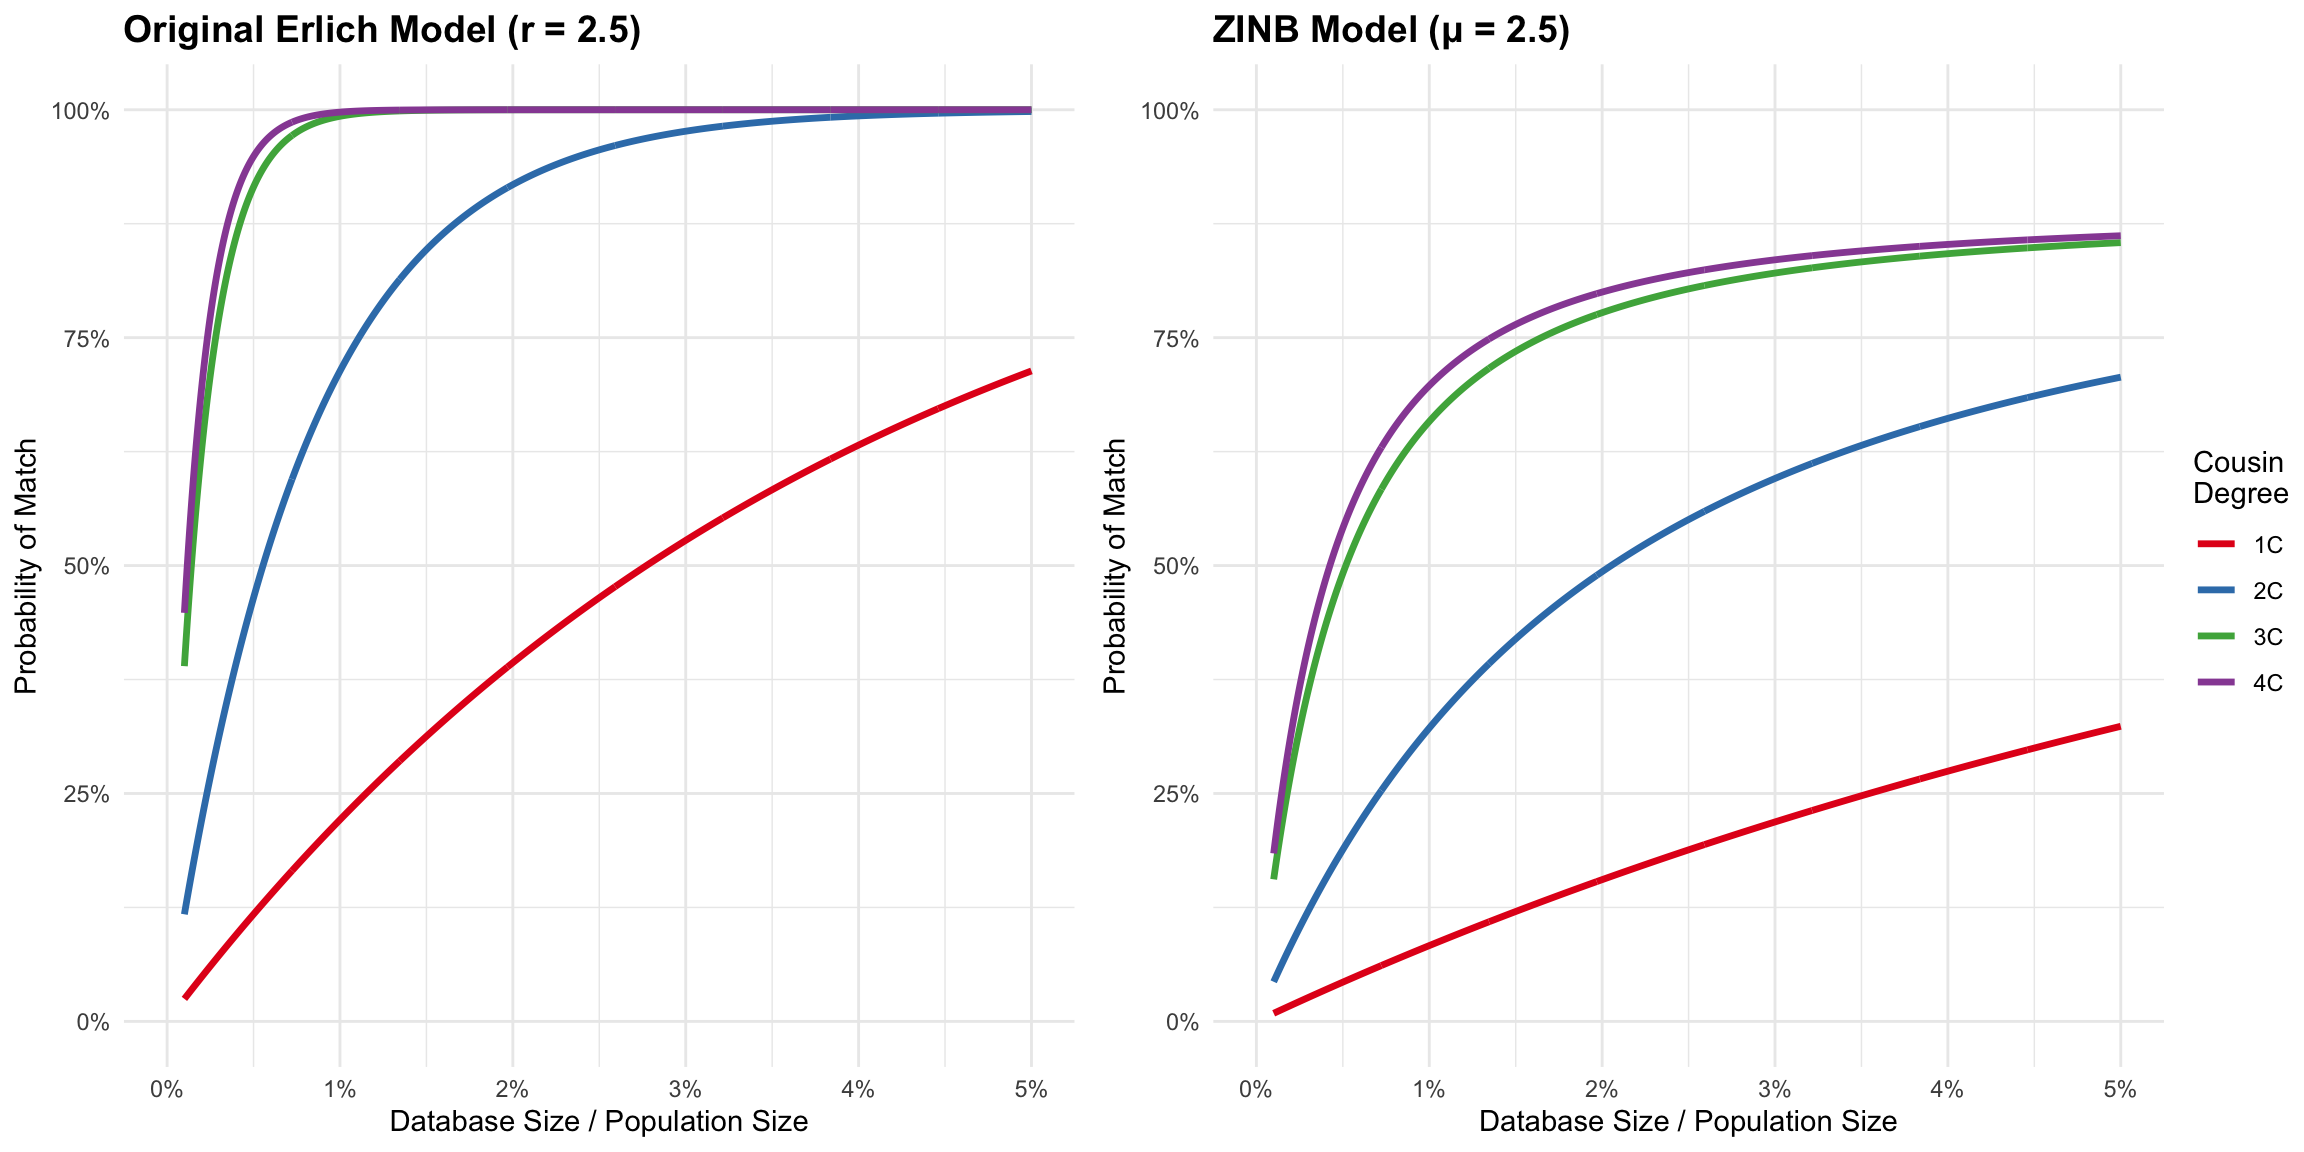 Original Erlich Model (r = 2.5)
100%
75%
50%
25%
0%
Probability of Match
0%
1%
2%
3%
4%
5%
Database Size / Population Size
ZINB Model (μ = 2.5)
100%
75%
50%
25%
0%
Probability of Match
0%
1%
2%
3%
4%
5%
Database Size / Population Size
Cousin
Degree
1C
2C
3C
4C